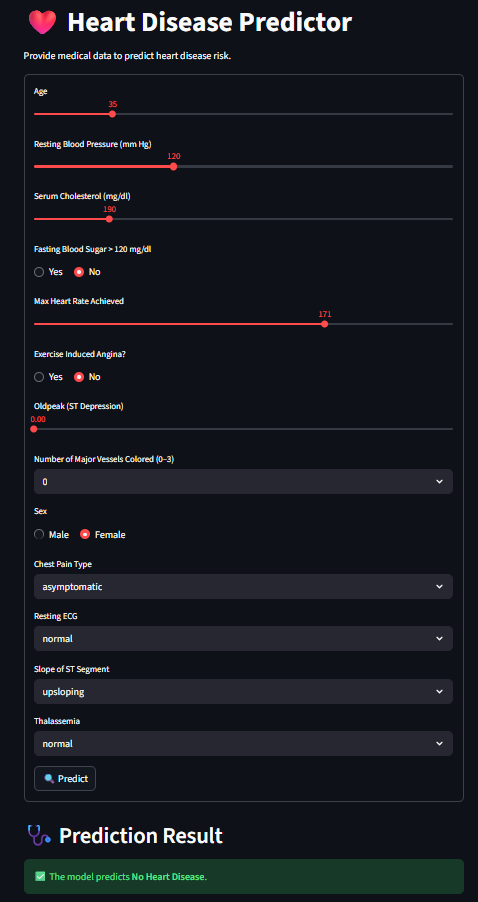 Heart Disease Predictor
Provide medical data to predict heart disease risk.
Age
35
Resting Blood Pressure (mm Hg)
120
Serum Cholesterol (mg/dl)
190
Fasting Blood Sugar > 120 mg/dl
Yes No
Max Heart Rate Achieved
171
Exercise Induced Angina?
Yes No
Oldpeak (ST Depression)
0.00
Number of Major Vessels Colored (0–3)
0
Sex
Male Female
Chest Pain Type
asymptomatic
Resting ECG
normal
Slope of ST Segment
upsloping
Thalassemia
normal
Predict
Prediction Result
The model predicts No Heart Disease.